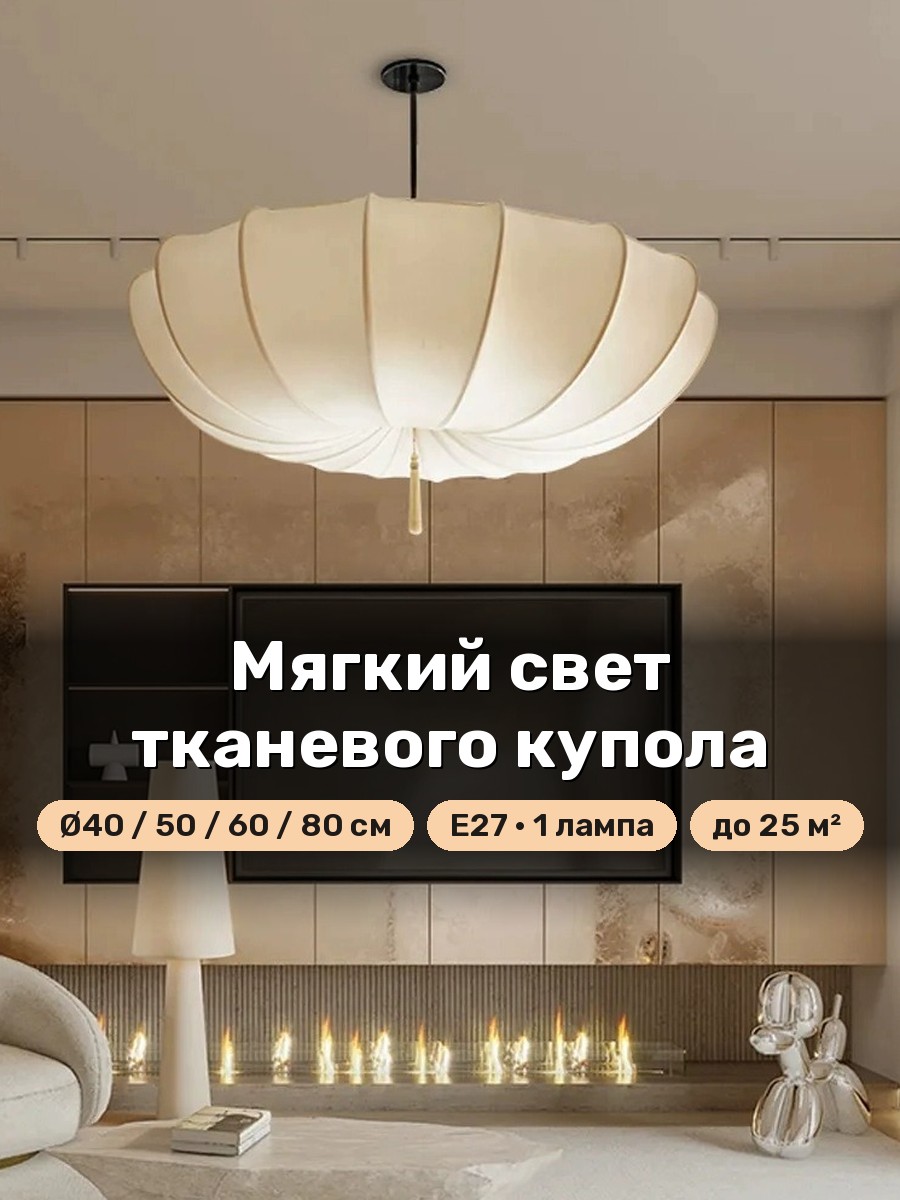 Мягкий свет
тканевого купола
Ø40 / 50 / 60 / 80 см E27 • 1 лампа до 25 м²